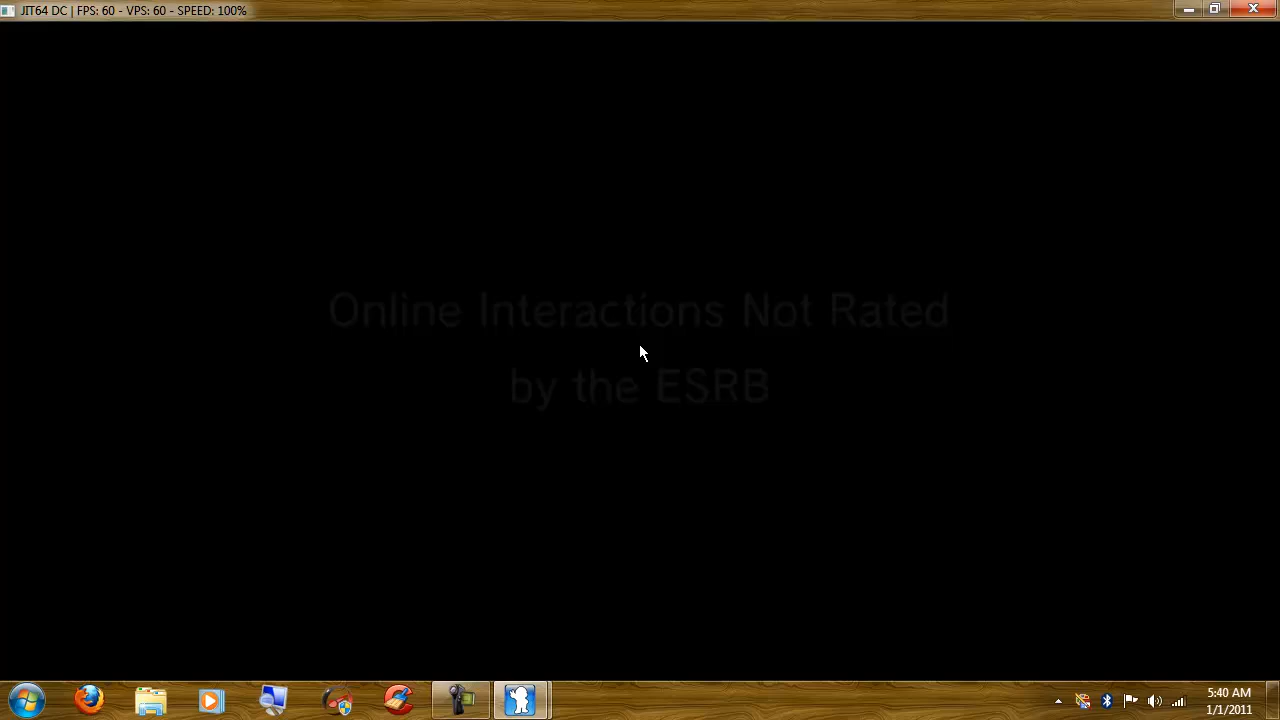 JIT64 DC | FPS: 60 - VPS: 60 - SPEED: 100%
Online Interactions Not Rated
by the ESRB
5:40 AM
1/1/2011